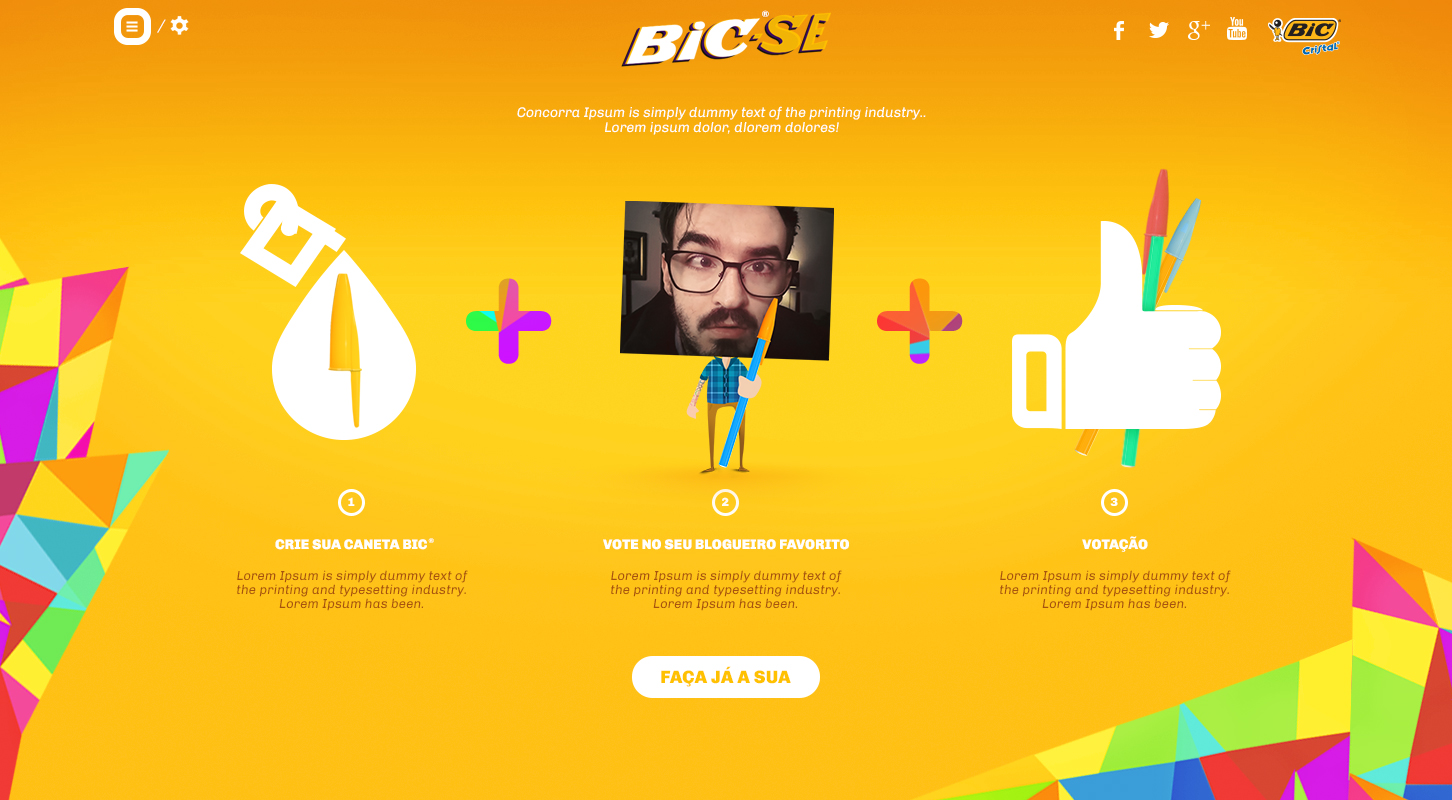 /
BiC®-SE
You
Tube
g+
BiC®
Cristal®
Concorra Ipsum is simply dummy text of the printing industry..
Lorem ipsum dolor, dlorem dolores!
1
CRIE SUA CANETA BIC®
Lorem Ipsum is simply dummy text of
the printing and typesetting industry.
Lorem Ipsum has been.
2
VOTE NO SEU BLOGUEIRO FAVORITO
Lorem Ipsum is simply dummy text of
the printing and typesetting industry.
Lorem Ipsum has been.
3
VOTAÇÃO
Lorem Ipsum is simply dummy text of
the printing and typesetting industry.
Lorem Ipsum has been.
FAÇA JÁ A SUA